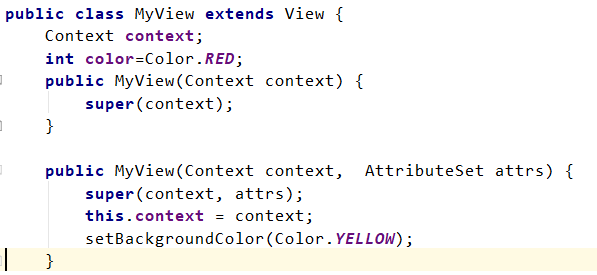 public class MyView extends View {
Context context;
int color=Color.RED;
public MyView(Context context) {
super(context);
}
public MyView(Context context,  AttributeSet attrs) {
super(context, attrs);
this.context = context;
setBackgroundColor(Color.YELLOW);
}